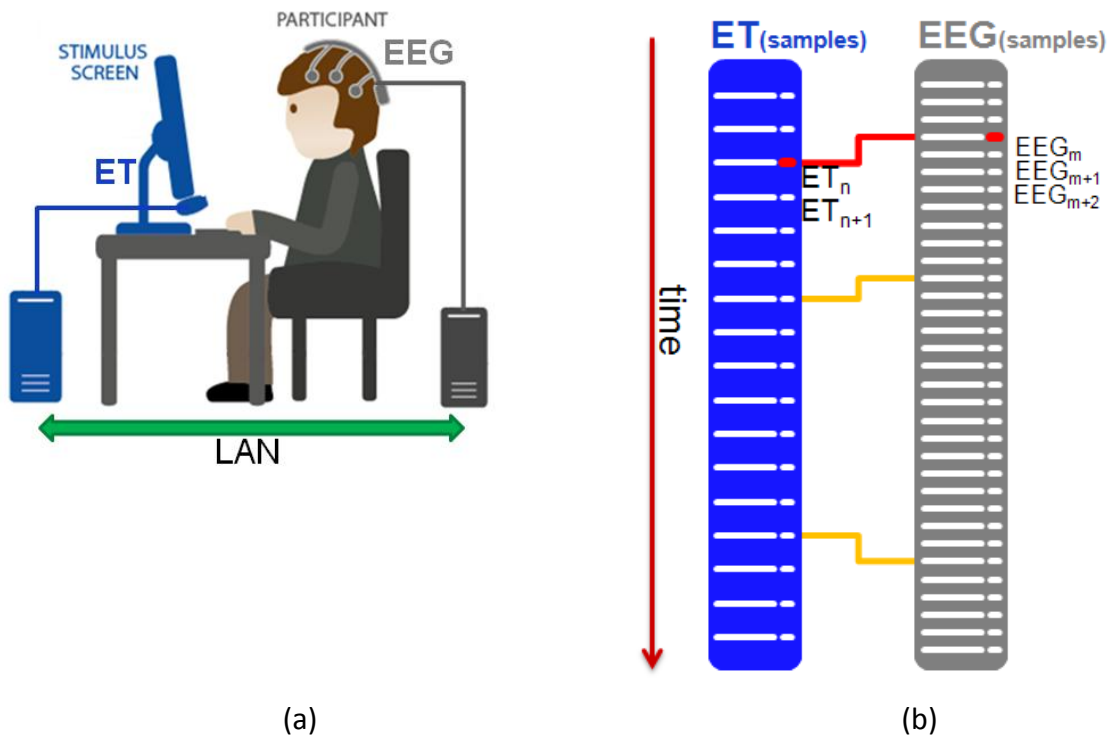 PARTICIPANT
STIMULUS
SCREEN
EEG
ET
LAN
(a)
ET(samples)
EEG(samples)
ETₙ
ETₙ₊₁
EEGₘ
EEGₘ₊₁
EEGₘ₊₂
time
(b)